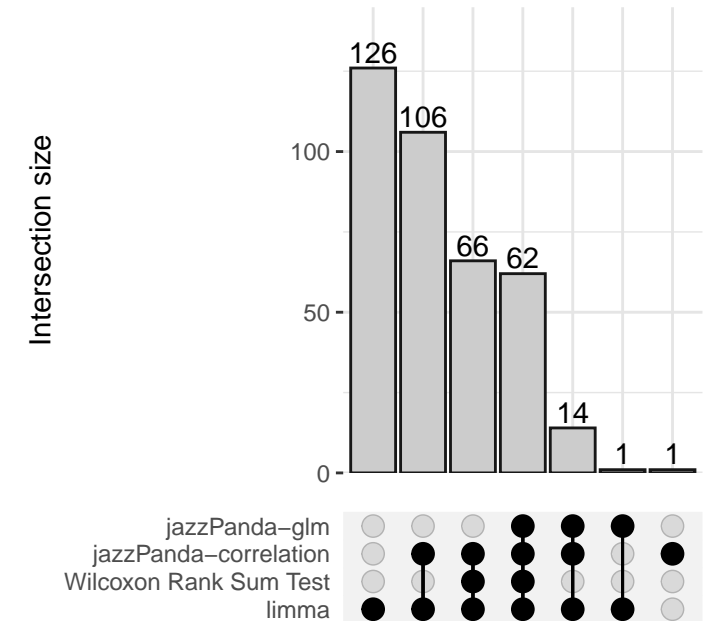 126
106
66
62
14
1
1
100
50
0
Intersection size
jazzPanda−glm
jazzPanda−correlation
Wilcoxon Rank Sum Test
limma